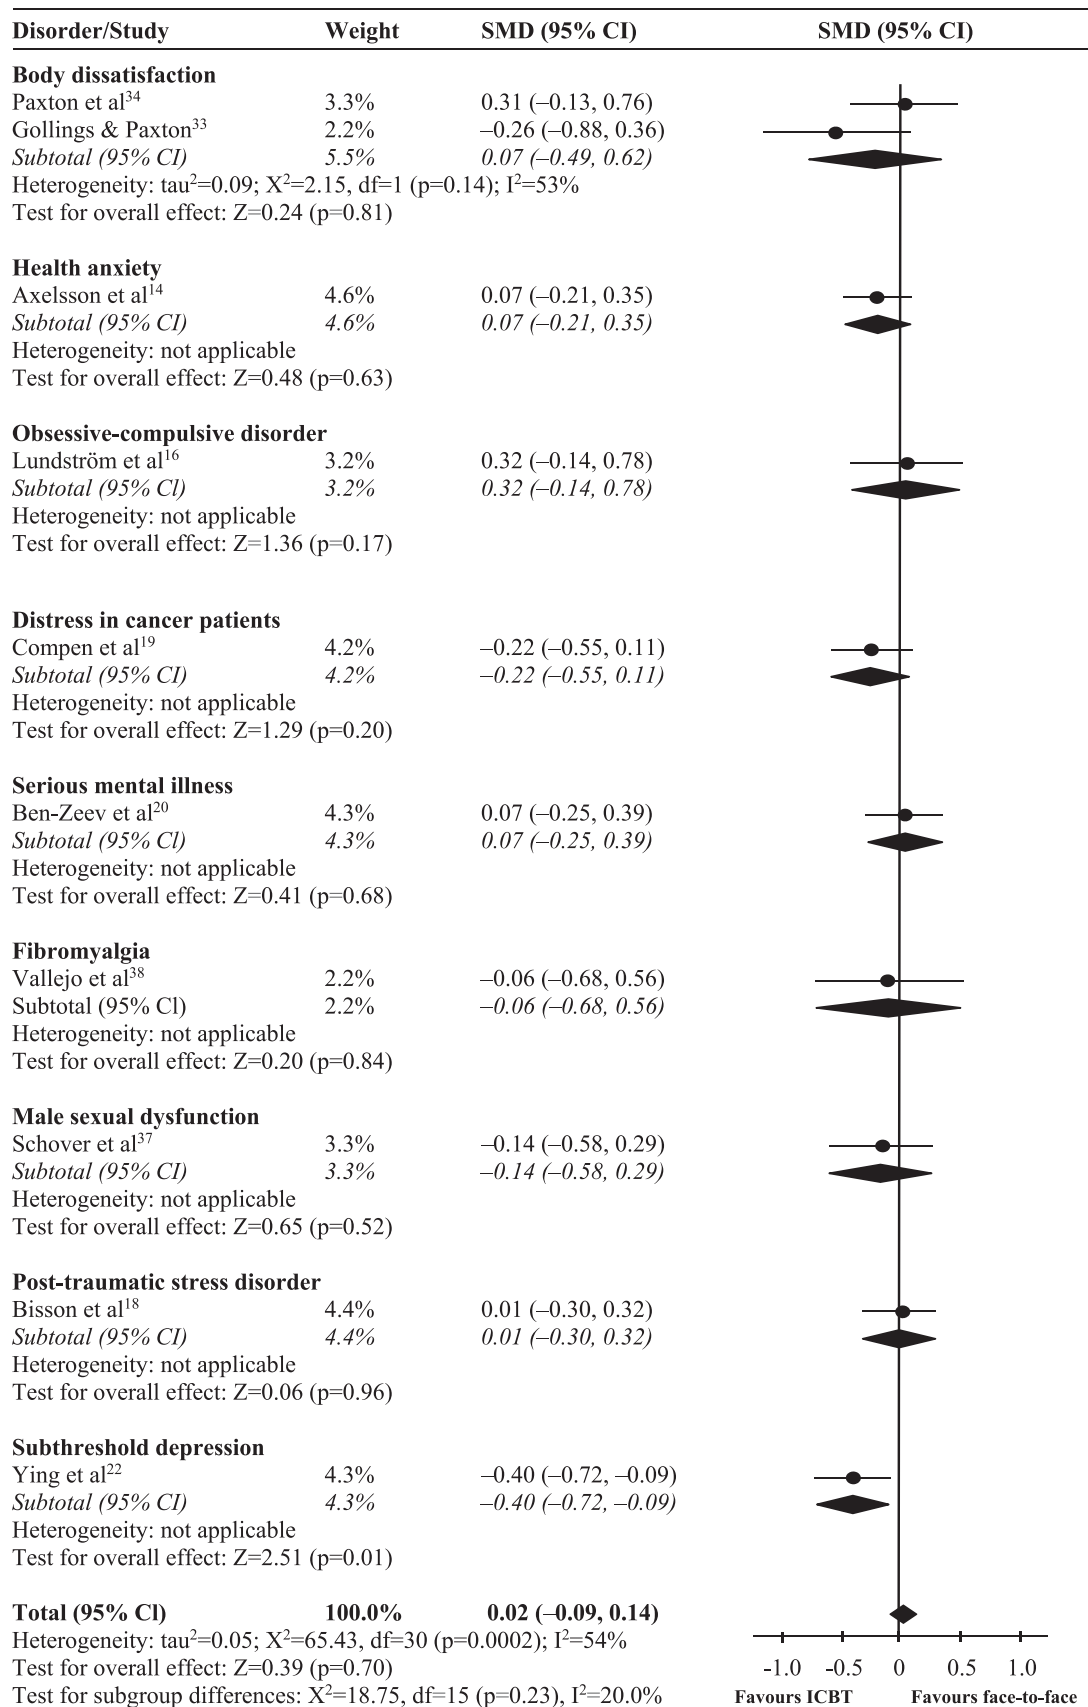 Disorder/Study Weight SMD (95% CI) SMD (95% CI)
Body dissatisfaction
Paxton et al34 3.3% 0.31 (–0.13, 0.76)
Gollings & Paxton33 2.2% –0.26 (–0.88, 0.36)
Subtotal (95% CI) 5.5% 0.07 (–0.49, 0.62)
Heterogeneity: tau2=0.09; X2=2.15, df=1 (p=0.14); I2=53%
Test for overall effect: Z=0.24 (p=0.81)
Health anxiety
Axelsson et al14 4.6% 0.07 (–0.21, 0.35)
Subtotal (95% CI) 4.6% 0.07 (–0.21, 0.35)
Heterogeneity: not applicable
Test for overall effect: Z=0.48 (p=0.63)
Obsessive-compulsive disorder
Lundström et al16 3.2% 0.32 (–0.14, 0.78)
Subtotal (95% Cl) 3.2% 0.32 (–0.14, 0.78)
Heterogeneity: not applicable
Test for overall effect: Z=1.36 (p=0.17)
Distress in cancer patients
Compen et al19 4.2% –0.22 (–0.55, 0.11)
Subtotal (95% CI) 4.2% –0.22 (–0.55, 0.11)
Heterogeneity: not applicable
Test for overall effect: Z=1.29 (p=0.20)
Serious mental illness
Ben-Zeev et al20 4.3% 0.07 (–0.25, 0.39)
Subtotal (95% Cl) 4.3% 0.07 (–0.25, 0.39)
Heterogeneity: not applicable
Test for overall effect: Z=0.41 (p=0.68)
Fibromyalgia
Vallejo et al38 2.2% –0.06 (–0.68, 0.56)
Subtotal (95% Cl) 2.2% –0.06 (–0.68, 0.56)
Heterogeneity: not applicable
Test for overall effect: Z=0.20 (p=0.84)
Male sexual dysfunction
Schover et al37 3.3% –0.14 (–0.58, 0.29)
Subtotal (95% CI) 3.3% –0.14 (–0.58, 0.29)
Heterogeneity: not applicable
Test for overall effect: Z=0.65 (p=0.52)
Post-traumatic stress disorder
Bisson et al18 4.4% 0.01 (–0.30, 0.32)
Subtotal (95% CI) 4.4% 0.01 (–0.30, 0.32)
Heterogeneity: not applicable
Test for overall effect: Z=0.06 (p=0.96)
Subthreshold depression
Ying et al22 4.3% –0.40 (–0.72, –0.09)
Subtotal (95% CI) 4.3% –0.40 (–0.72, –0.09)
Heterogeneity: not applicable
Test for overall effect: Z=2.51 (p=0.01)
Total (95% Cl) 100.0% 0.02 (–0.09, 0.14)
Heterogeneity: tau2=0.05; X2=65.43, df=30 (p=0.0002); I2=54%
Test for overall effect: Z=0.39 (p=0.70)
-1.0 -0.5 0 0.5 1.0
Test for subgroup differences: X2=18.75, df=15 (p=0.23), I2=20.0%
Favours ICBT Favours face-to-face